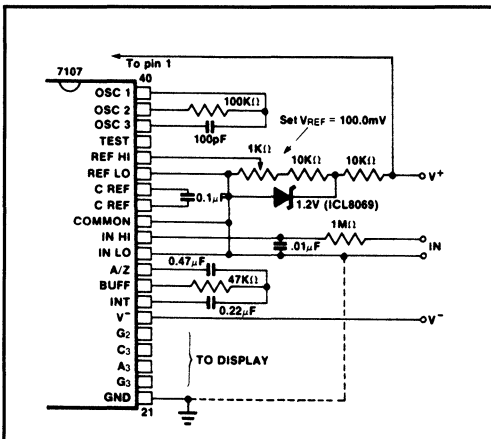 7107
To pin 1
40
OSC 1
OSC 2
OSC 3
TEST
REF HI
REF LO
C REF
C REF
COMMON
IN HI
IN LO
A/Z
BUFF
INT
V⁻
G₂
C₃
A₃
G₃
GND
21
100KΩ
100pF
Set VREF = 100.0mV
1KΩ
10KΩ
10KΩ
V⁺
1.2V (ICL8069)
0.1μF
1MΩ
.01μF
IN
0.47μF
47KΩ
0.22μF
V⁻
TO DISPLAY